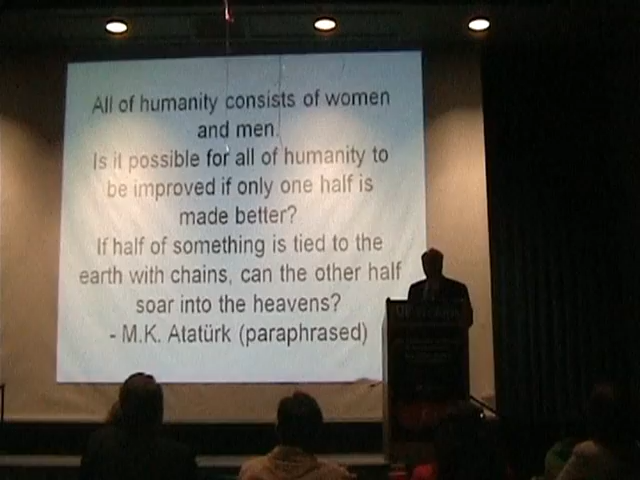 All of humanity consists of women
and men.
Is it possible for all of humanity to
be improved if only one half is
made better?
If half of something is tied to the
earth with chains, can the other half
soar into the heavens?
- M.K. Atatürk (paraphrased)